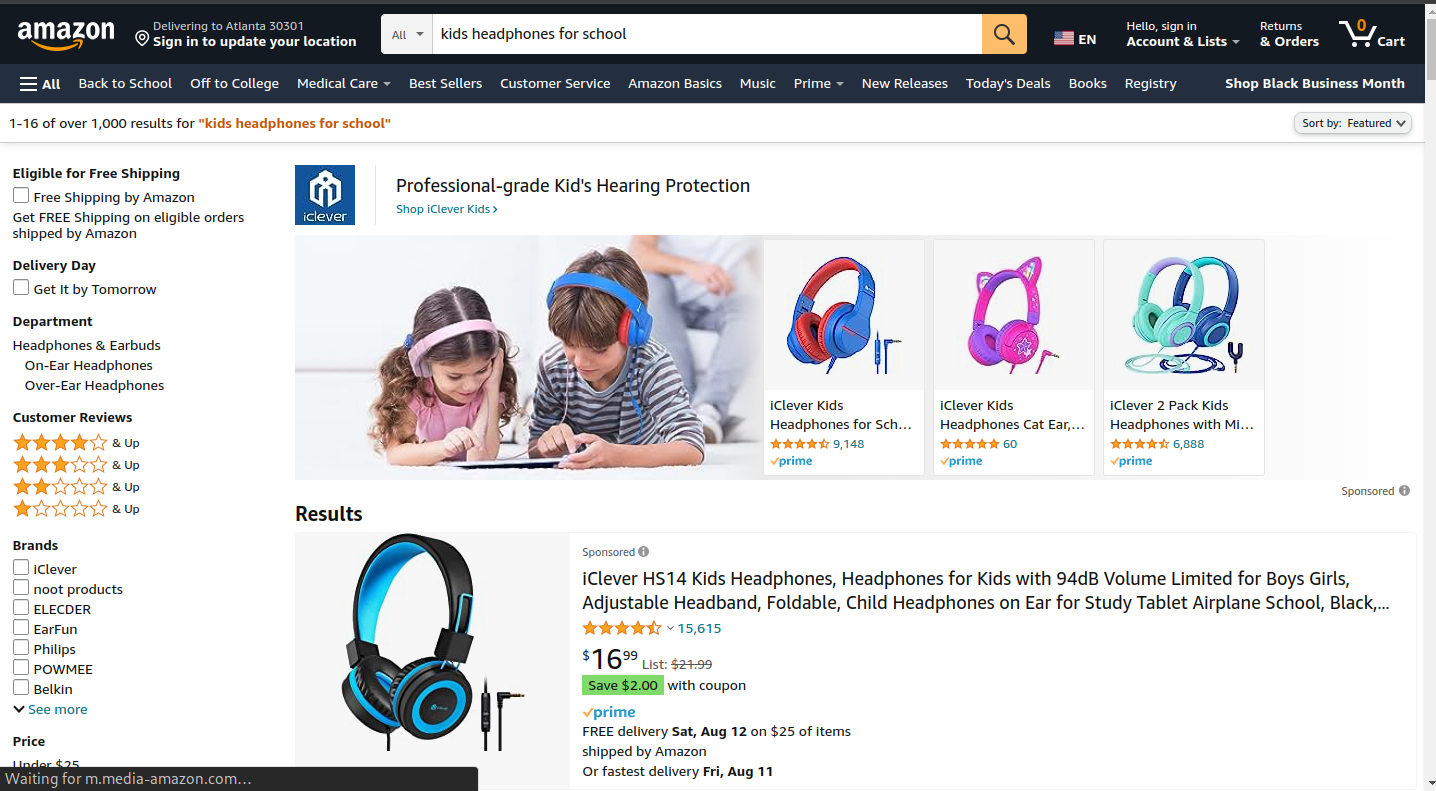 amazon
Delivering to Atlanta 30301
Sign in to update your location
All
kids headphones for school
EN
Hello, sign in
Account & Lists
Returns
& Orders
0
Cart
All
Back to School
Off to College
Medical Care
Best Sellers
Customer Service
Amazon Basics
Music
Prime
New Releases
Today's Deals
Books
Registry
Shop Black Business Month
1-16 of over 1,000 results for "kids headphones for school"
Sort by: Featured
Eligible for Free Shipping
Free Shipping by Amazon
Get FREE Shipping on eligible orders
shipped by Amazon
Delivery Day
Get It by Tomorrow
Department
Headphones & Earbuds
On-Ear Headphones
Over-Ear Headphones
Customer Reviews
& Up
& Up
& Up
& Up
Brands
iClever
noot products
ELECDER
EarFun
Philips
POWMEE
Belkin
See more
Price
Under $25
Waiting for m.media-amazon.com…
iclever
Professional-grade Kid's Hearing Protection
Shop iClever Kids ›
iClever Kids
Headphones for Sch…
9,148
prime
iClever Kids
Headphones Cat Ear,…
60
prime
iClever 2 Pack Kids
Headphones with Mi…
6,888
prime
Sponsored
Results
Sponsored
iClever HS14 Kids Headphones, Headphones for Kids with 94dB Volume Limited for Boys Girls,
Adjustable Headband, Foldable, Child Headphones on Ear for Study Tablet Airplane School, Black,…
15,615
$1699 List: $21.99
Save $2.00 with coupon
prime
FREE delivery Sat, Aug 12 on $25 of items
shipped by Amazon
Or fastest delivery Fri, Aug 11